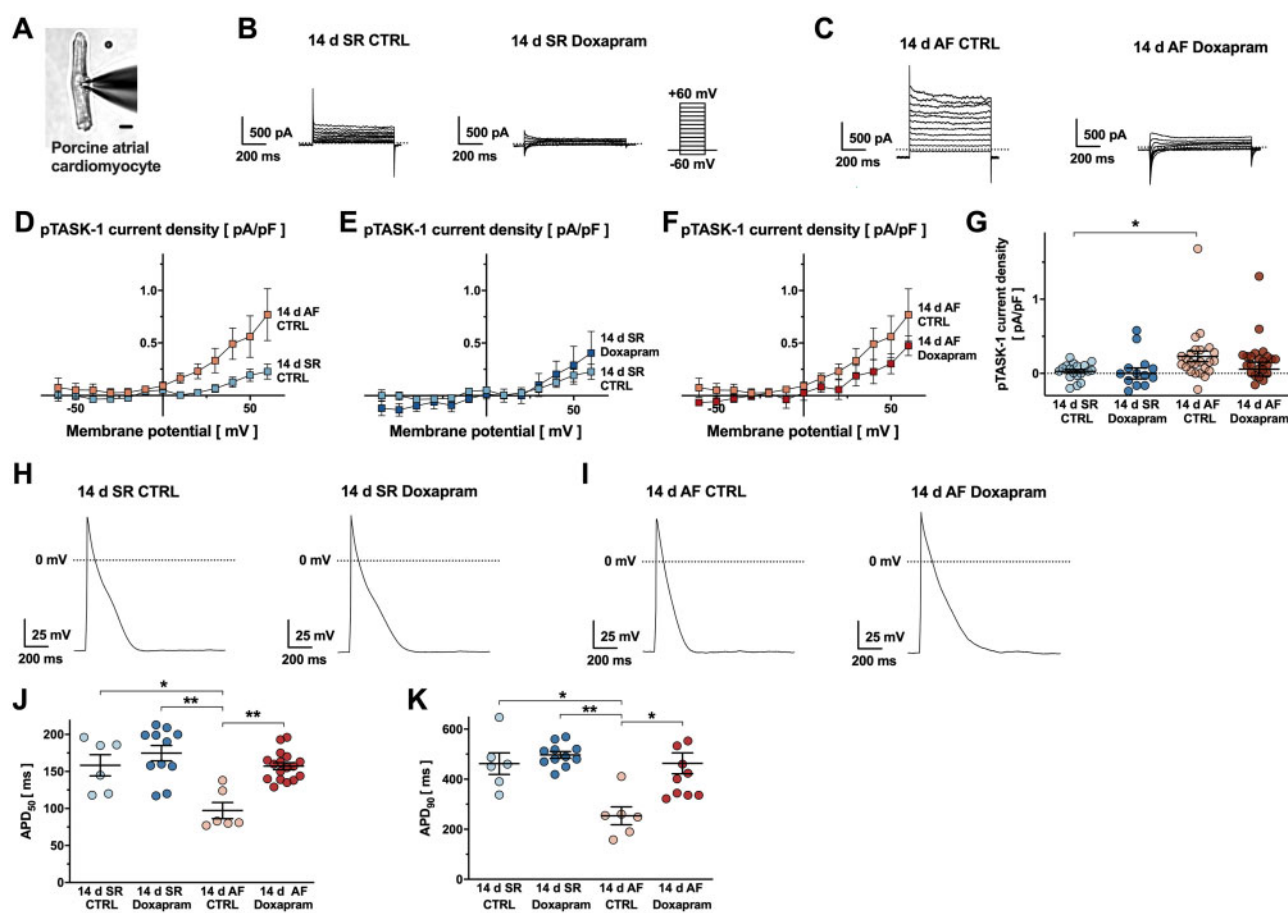 A
Porcine atrial
cardiomyocyte
B
14 d SR CTRL
14 d SR Doxapram
500 pA
200 ms
500 pA
200 ms
+60 mV
-60 mV
C
14 d AF CTRL
14 d AF Doxapram
500 pA
200 ms
500 pA
200 ms
D
pTASK-1 current density [ pA/pF ]
1.0
0.5
-50
50
14 d AF
CTRL
14 d SR
CTRL
Membrane potential [ mV ]
E
pTASK-1 current density [ pA/pF ]
1.0
0.5
-50
50
14 d SR
Doxapram
14 d SR
CTRL
Membrane potential [ mV ]
F
pTASK-1 current density [ pA/pF ]
1.0
0.5
-50
50
14 d AF
CTRL
14 d AF
Doxapram
Membrane potential [ mV ]
G
pTASK-1 current density
[ pA/pF ]
1
0
*
14 d SR
CTRL
14 d SR
Doxapram
14 d AF
CTRL
14 d AF
Doxapram
H
14 d SR CTRL
14 d SR Doxapram
0 mV
0 mV
25 mV
200 ms
25 mV
200 ms
I
14 d AF CTRL
14 d AF Doxapram
0 mV
0 mV
25 mV
200 ms
25 mV
200 ms
J
APD50 [ ms ]
200
150
100
50
0
*
**
**
14 d SR
CTRL
14 d SR
Doxapram
14 d AF
CTRL
14 d AF
Doxapram
K
APD90 [ ms ]
600
400
200
0
*
**
*
14 d SR
CTRL
14 d SR
Doxapram
14 d AF
CTRL
14 d AF
Doxapram